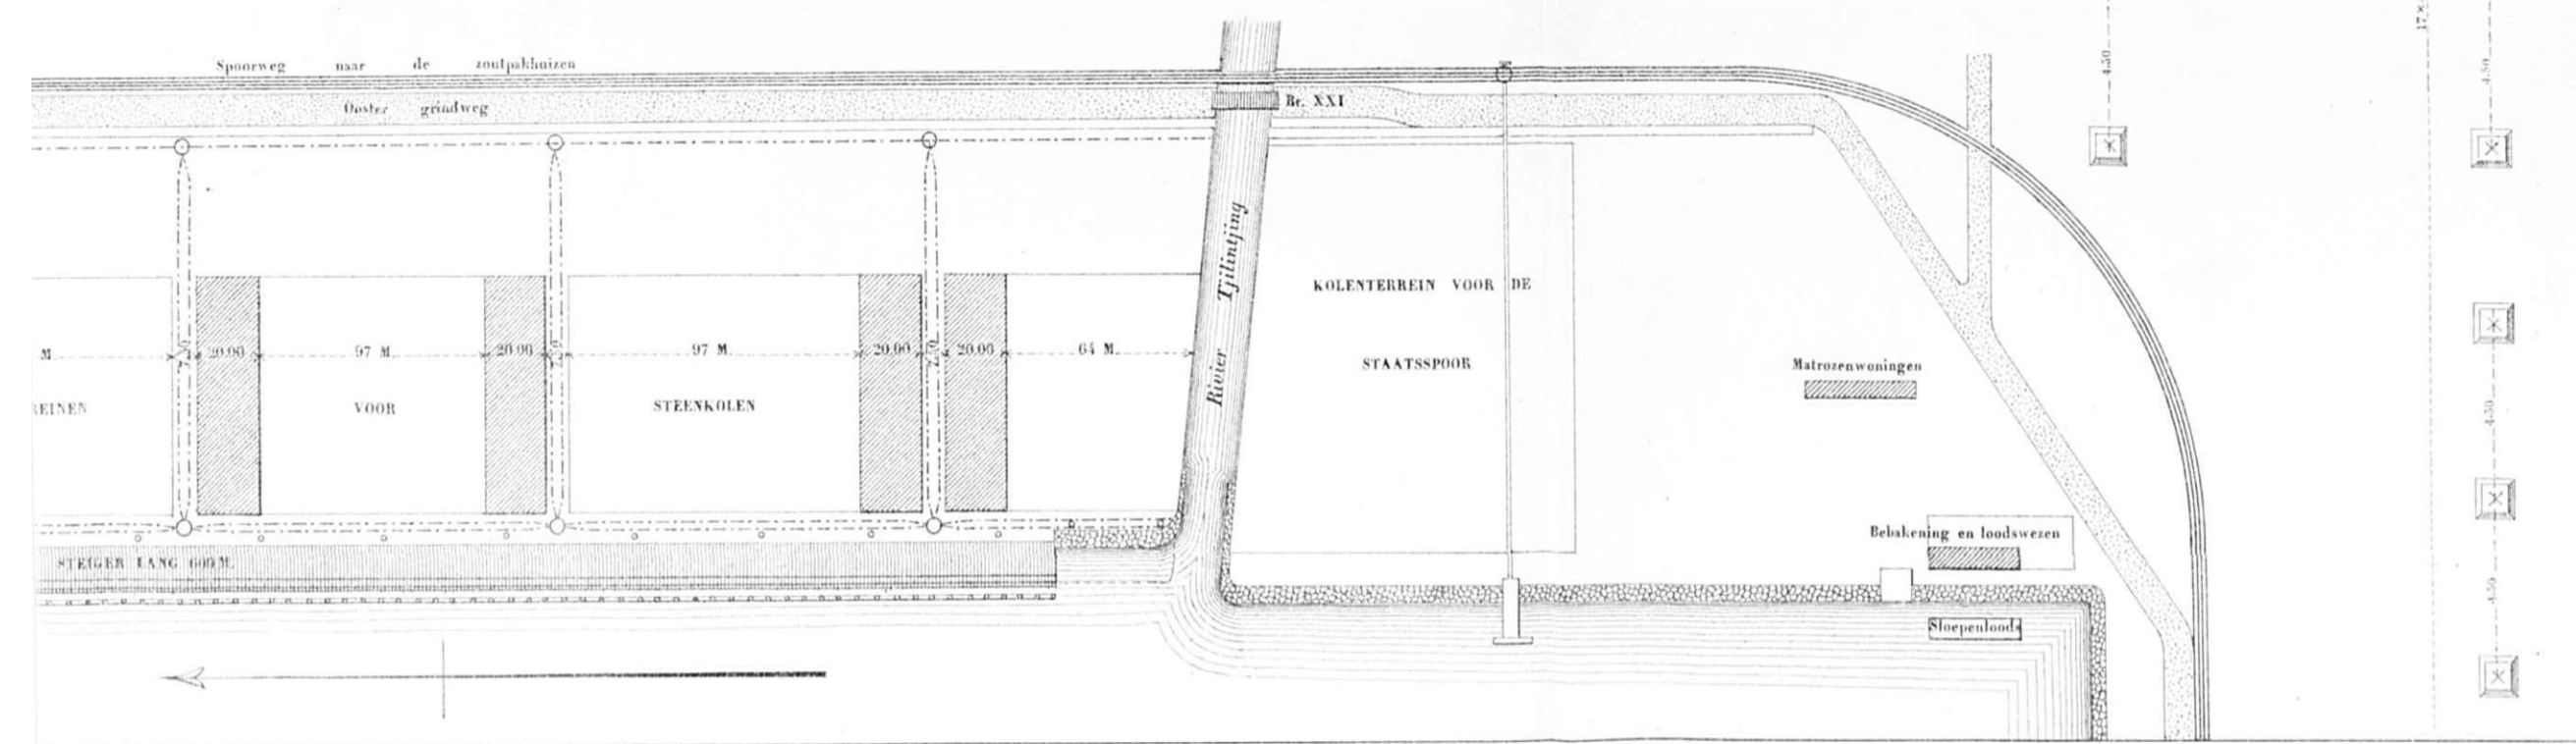 Spoorweg naar de zoutpakhuizen
Ooster grindweg
Br. XXI
Rivier Tjilintjing
M.
20.00
97 M.
20.00
97 M.
20.00
20.00
64 M.
REINEN VOOR STEENKOLEN
STEIGER LANG 600 M.
KOLENTERREIN VOOR DE
STAATSSPOOR
Matrozenwoningen
Bebakening en loodswezen
Sloepenloods
4.50
17×
4.50
4.50
4.50